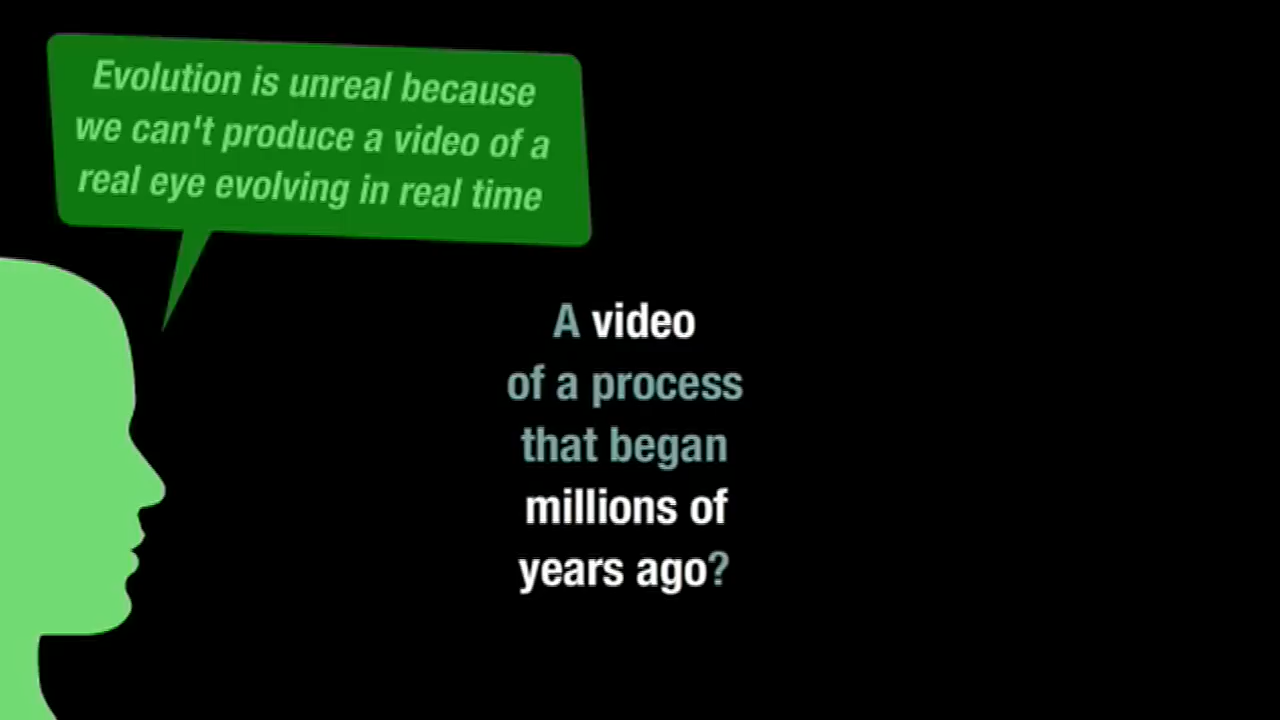 Evolution is unreal because
we can't produce a video of a
real eye evolving in real time
A video
of a process
that began
millions of
years ago?